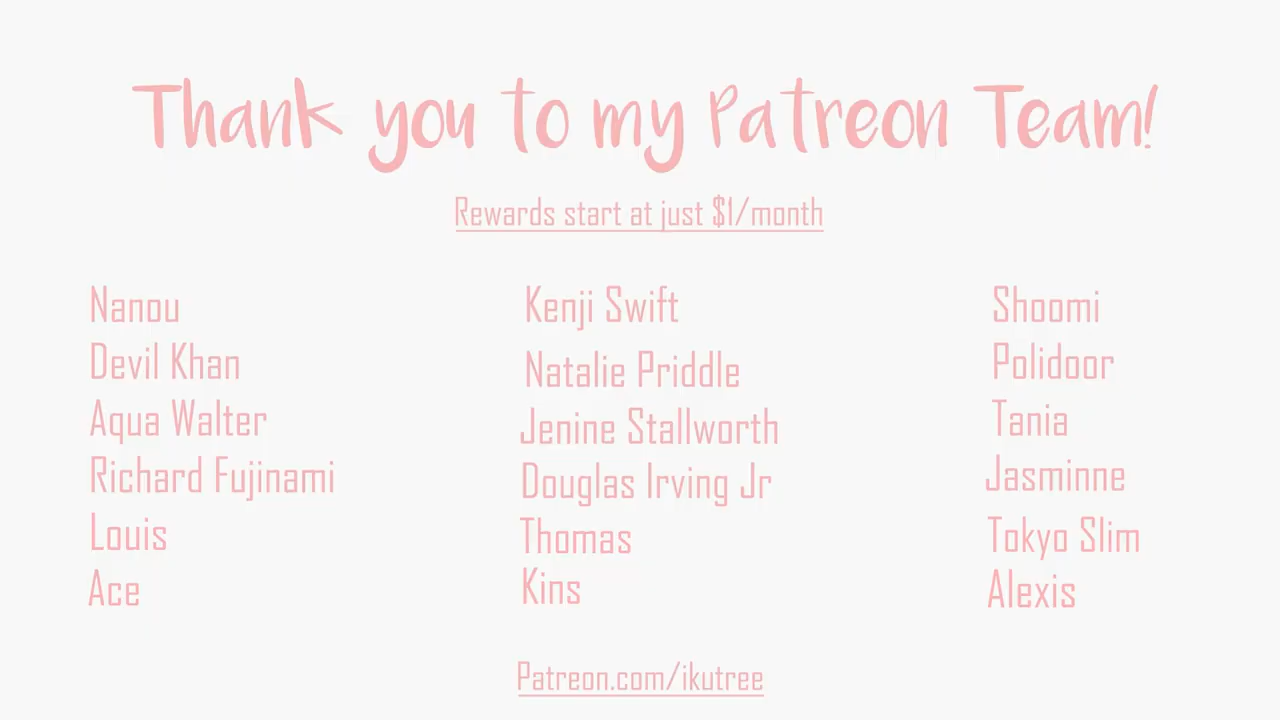 Thank you to my Patreon Team!
Rewards start at just $1/month
Nanou
Devil Khan
Aqua Walter
Richard Fujinami
Louis
Ace
Kenji Swift
Natalie Priddle
Jenine Stallworth
Douglas Irving Jr
Thomas
Kins
Shoomi
Polidoor
Tania
Jasminne
Tokyo Slim
Alexis
Patreon.com/ikutree